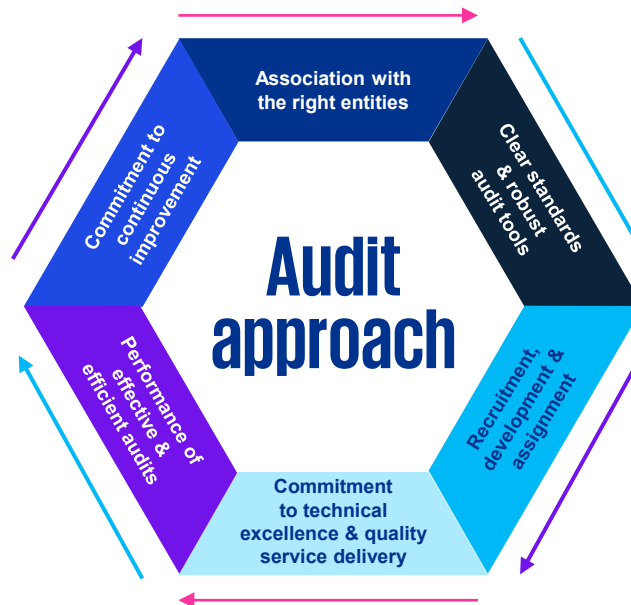 Association with
the right entities
Clear standards
& robust
audit tools
Recruitment,
development &
assignment
Commitment
to technical
excellence & quality
service delivery
Performance of
effective &
efficient audits
Commitment to
continuous
improvement
Audit
approach